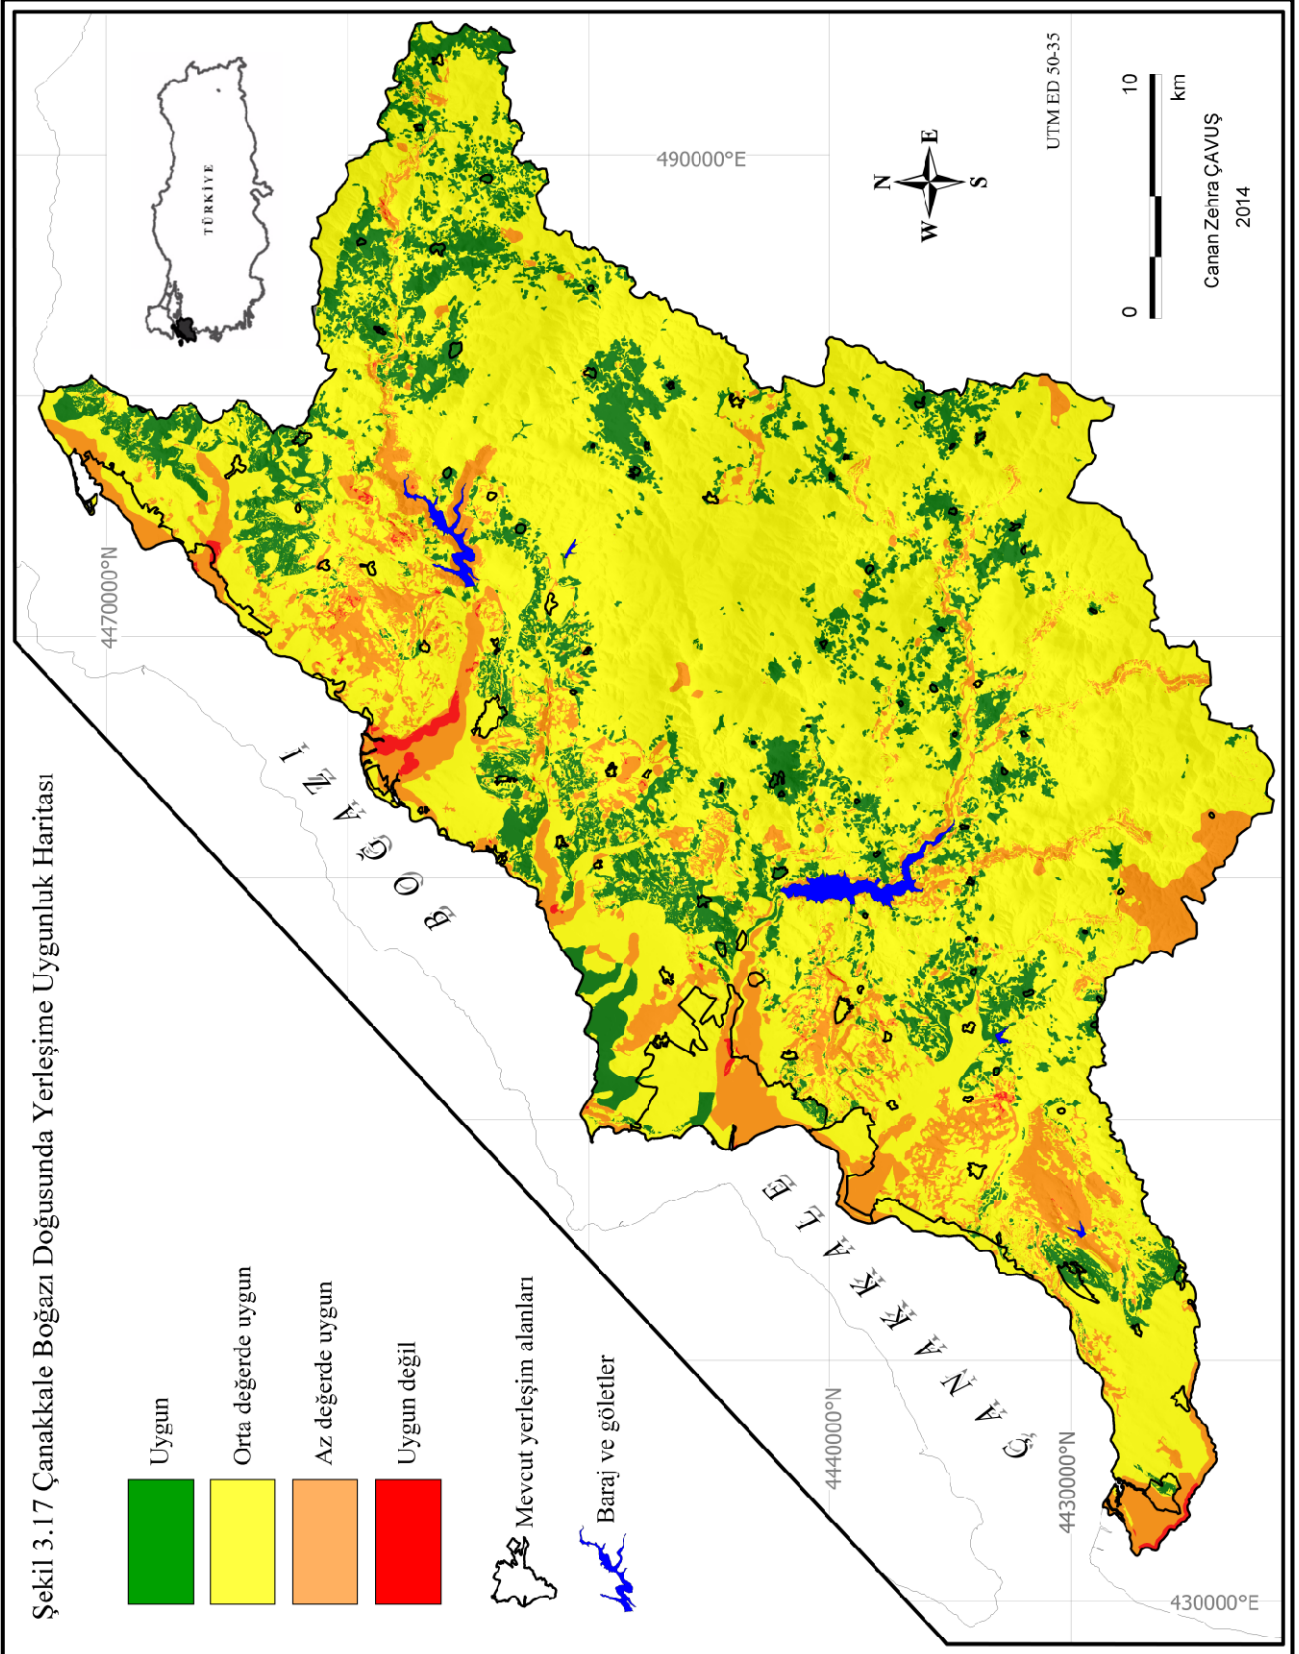 Şekil 3.17 Çanakkale Boğazı Doğusunda Yerleşime Uygunluk Haritası
Uygun
Orta değerde uygun
Az değerde uygun
Uygun değil
Mevcut yerleşim alanları
Baraj ve göletler
ÇANAKKALE
BOĞAZI
TÜRKİYE
4470000°N
4440000°N
4430000°N
430000°E
490000°E
N
W
E
S
UTM ED 50-35
0
10
km
Canan Zehra ÇAVUŞ
2014